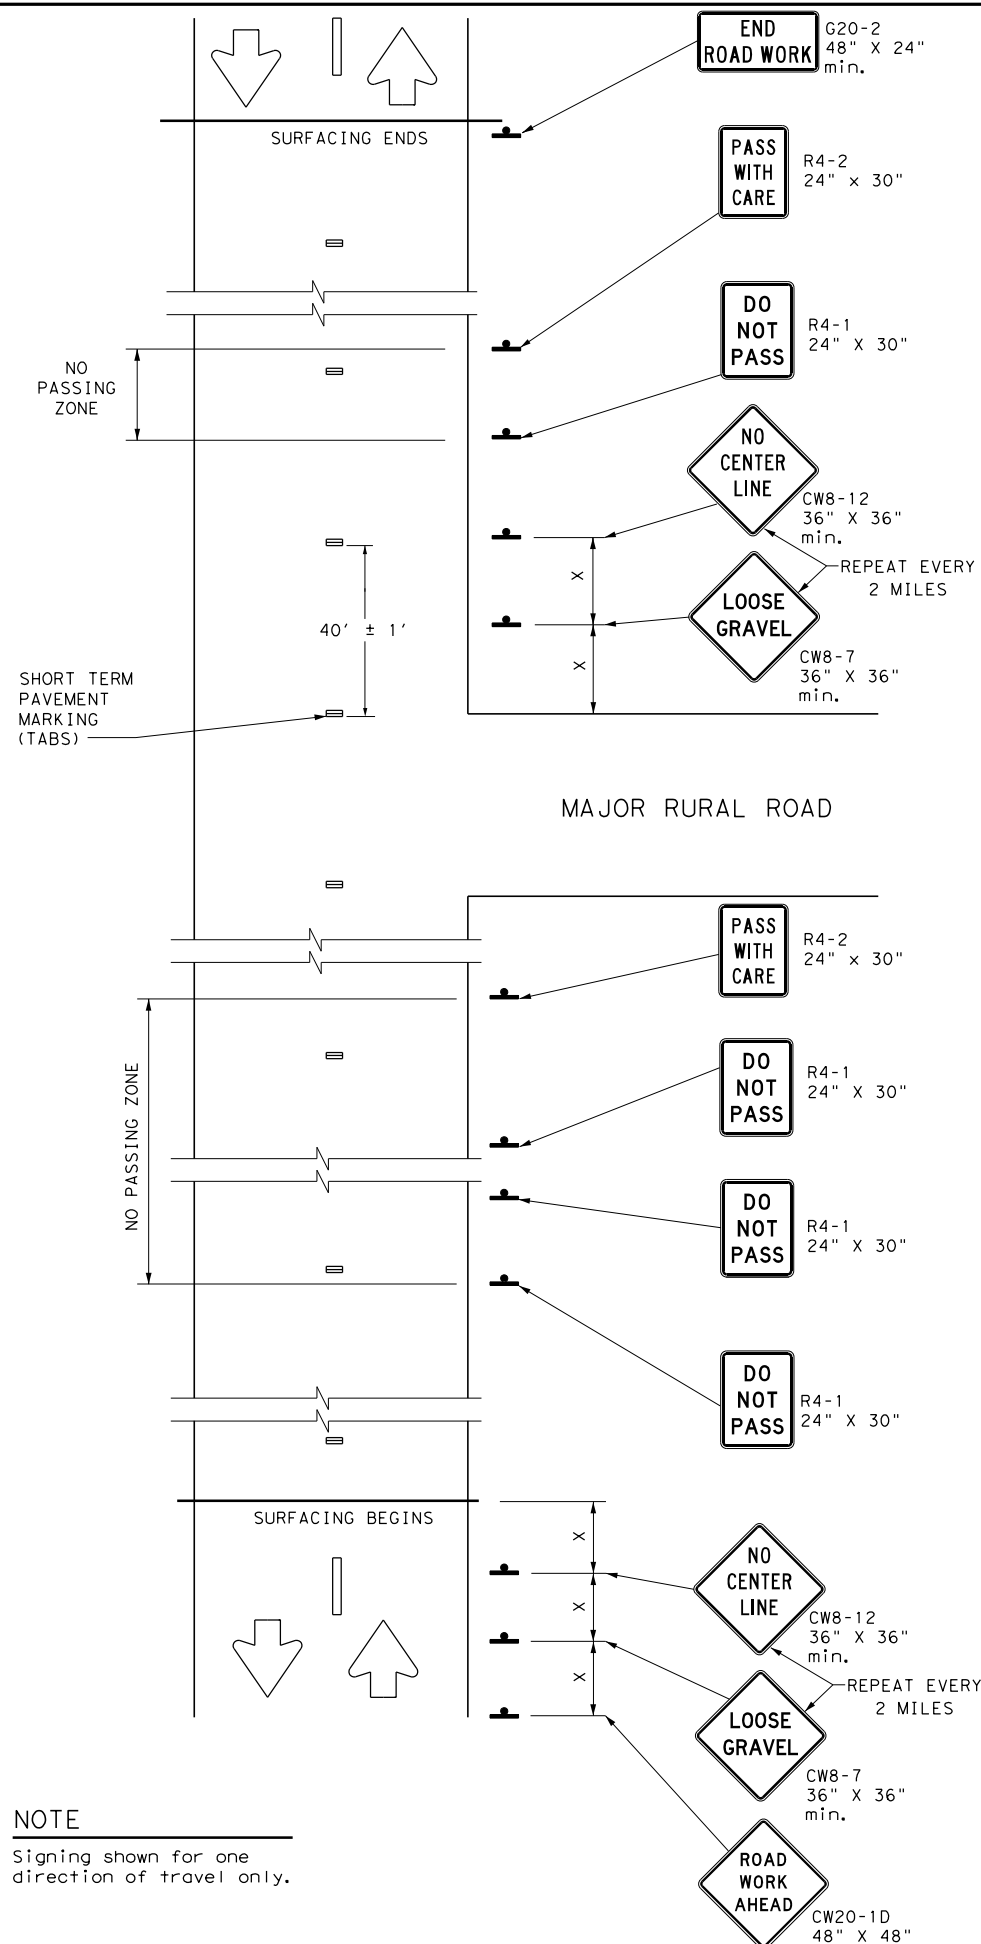 END
ROAD WORK
G20-2
48" X 24"
min.
SURFACING ENDS
PASS
WITH
CARE
R4-2
24" x 30"
DO
NOT
PASS
R4-1
24" X 30"
NO
PASSING
ZONE
NO
CENTER
LINE
CW8-12
36" X 36"
min.
REPEAT EVERY
2 MILES
X
LOOSE
GRAVEL
40' ± 1'
X
CW8-7
36" X 36"
min.
SHORT TERM
PAVEMENT
MARKING
(TABS)
MAJOR RURAL ROAD
PASS
WITH
CARE
R4-2
24" x 30"
NO PASSING ZONE
DO
NOT
PASS
R4-1
24" X 30"
DO
NOT
PASS
R4-1
24" X 30"
DO
NOT
PASS
R4-1
24" X 30"
SURFACING BEGINS
X
NO
CENTER
LINE
X
CW8-12
36" X 36"
min.
X
REPEAT EVERY
2 MILES
LOOSE
GRAVEL
CW8-7
36" X 36"
min.
NOTE
Signing shown for one
direction of travel only.
ROAD
WORK
AHEAD
CW20-1D
48" X 48"